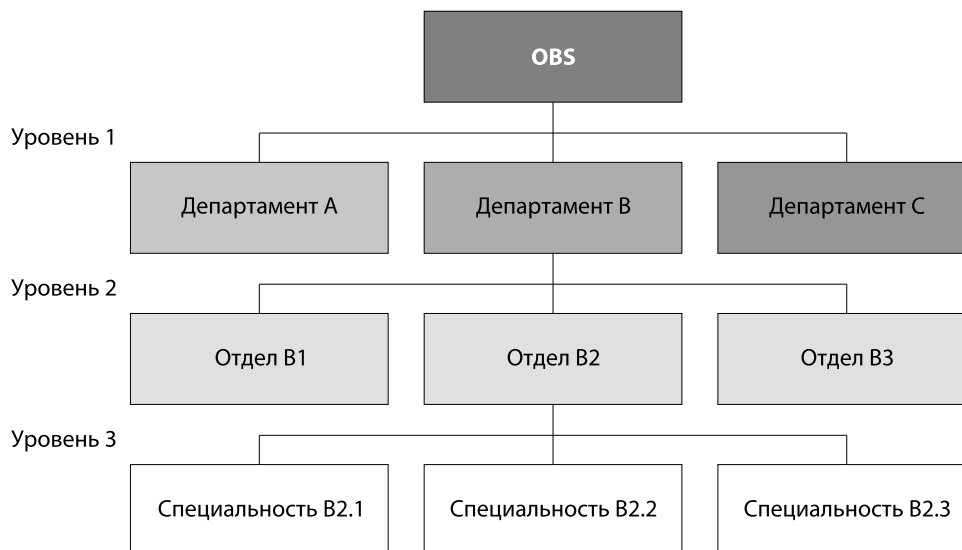 OBS
Уровень 1
Департамент A
Департамент B
Департамент C
Уровень 2
Отдел B1
Отдел B2
Отдел B3
Уровень 3
Специальность B2.1
Специальность B2.2
Специальность B2.3